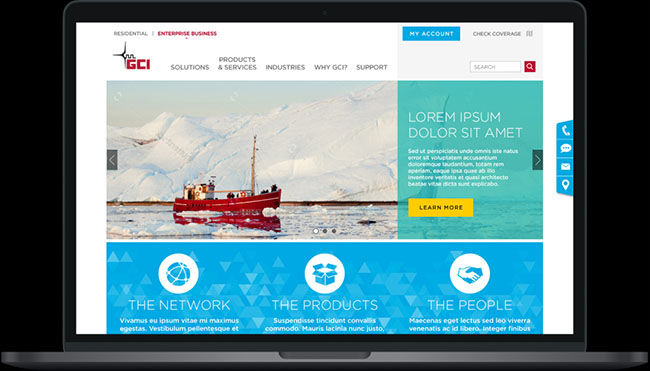 RESIDENTIAL | ENTERPRISE BUSINESS
MY ACCOUNT
CHECK COVERAGE
GCI
SOLUTIONS
PRODUCTS
& SERVICES
INDUSTRIES
WHY GCI?
SUPPORT
SEARCH
LOREM IPSUM
DOLOR SIT AMET
Sed ut perspiciatis unde omnis iste natus
error sit voluptatem accusantium
doloremque laudantium, totam rem
aperiam, eaque ipsa quae ab illo
inventore veritatis et quasi architecto
beatae vitae dicta sunt explicabo.
LEARN MORE
THE NETWORK
Vivamus eu ipsum vitae mi maximus
egestas. Vestibulum pellentesque et
THE PRODUCTS
Suspendisse tincidunt convallis
commodo. Mauris lacinia nunc justo,
THE PEOPLE
Maecenas eget lectus leo viverra
venenatis ac id libero. Integer finibus